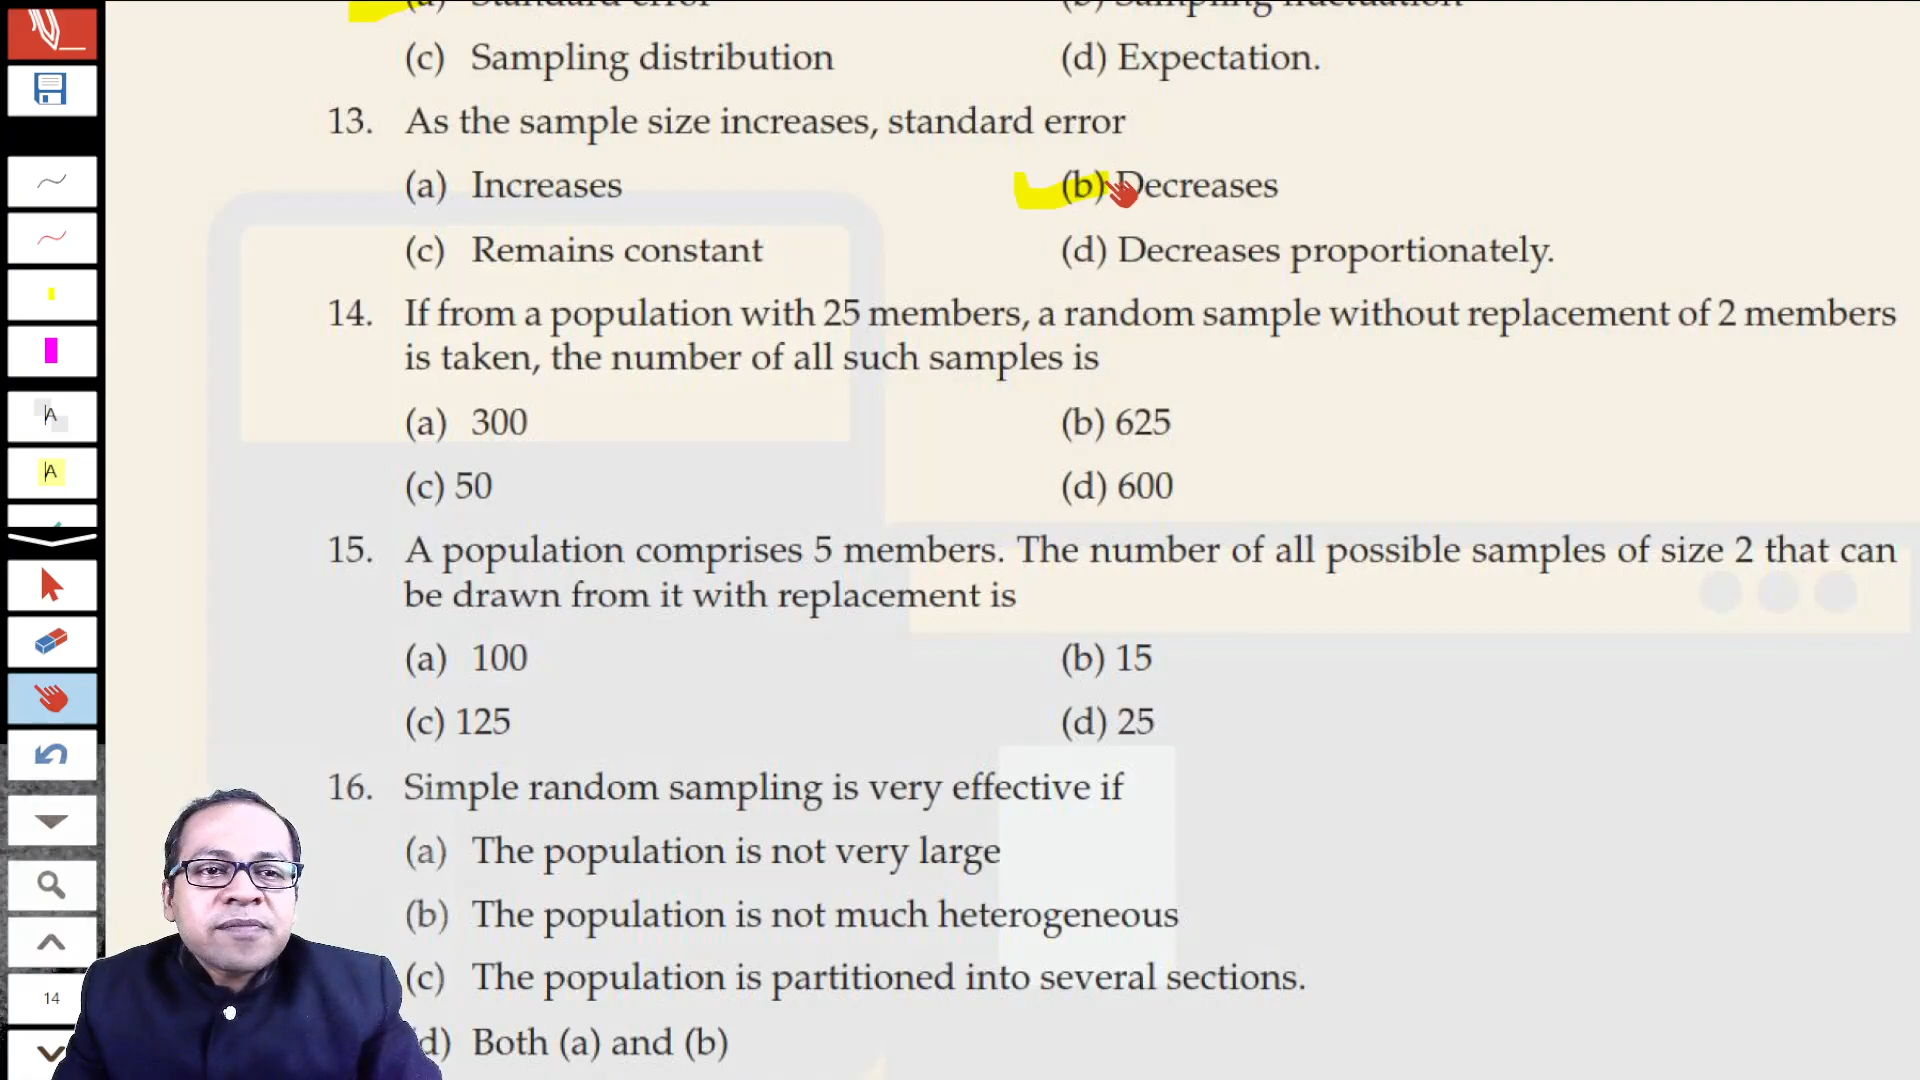 (a) Standard error (b) Sampling fluctuation
(c) Sampling distribution (d) Expectation.
13. As the sample size increases, standard error
(a) Increases (b) Decreases
(c) Remains constant (d) Decreases proportionately.
14. If from a population with 25 members, a random sample without replacement of 2 members
is taken, the number of all such samples is
(a) 300 (b) 625
(c) 50 (d) 600
15. A population comprises 5 members. The number of all possible samples of size 2 that can
be drawn from it with replacement is
(a) 100 (b) 15
(c) 125 (d) 25
16. Simple random sampling is very effective if
(a) The population is not very large
(b) The population is not much heterogeneous
(c) The population is partitioned into several sections.
d) Both (a) and (b)
A
A
14